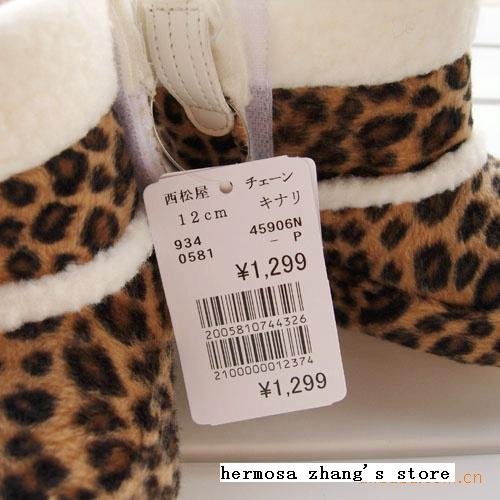 西松屋 チェーン
12cm キナリ
934 45906N
0581 - P
¥1,299
2005810744326
2100000012374
¥1,299
hermosa zhang's store